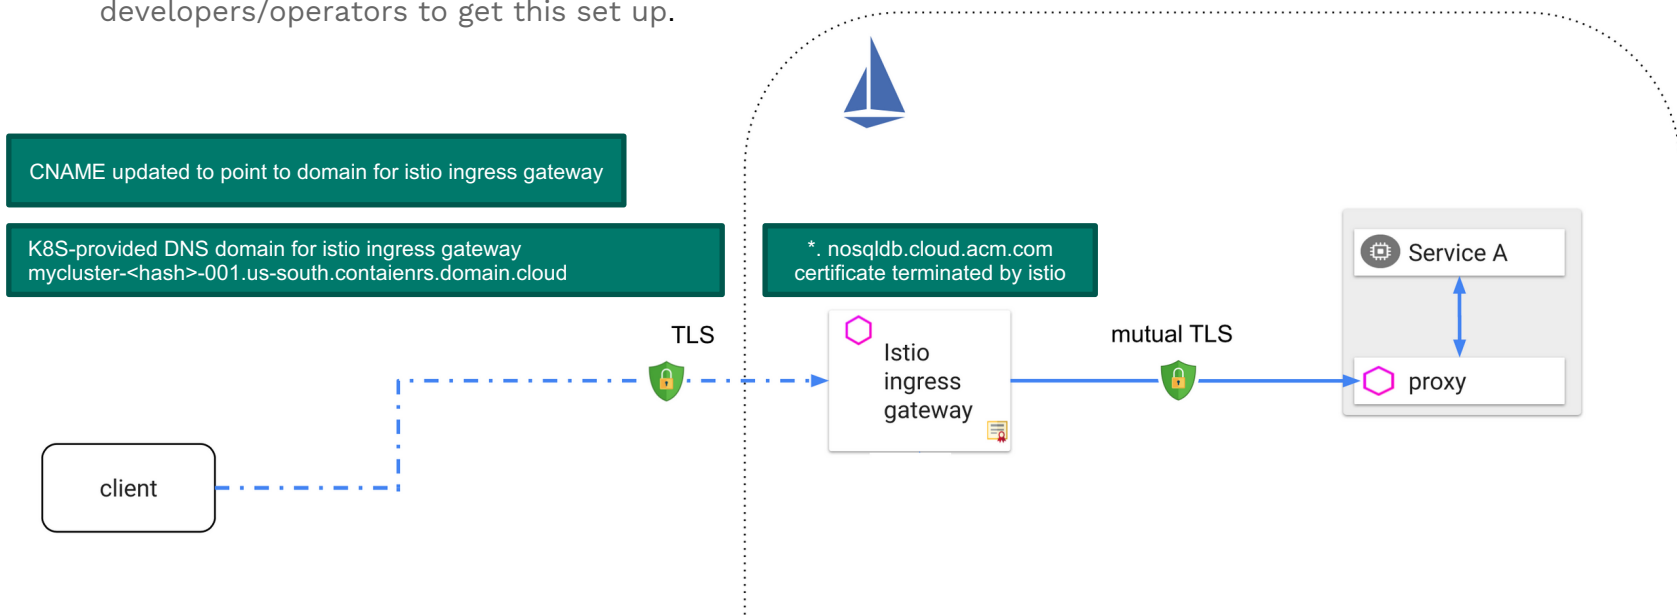 developers/operators to get this set up.
CNAME updated to point to domain for istio ingress gateway
K8S-provided DNS domain for istio ingress gateway
mycluster-<hash>-001.us-south.contaienrs.domain.cloud
*. nosqldb.cloud.acm.com
certificate terminated by istio
Service A
TLS
mutual TLS
Istio
ingress
gateway
proxy
client